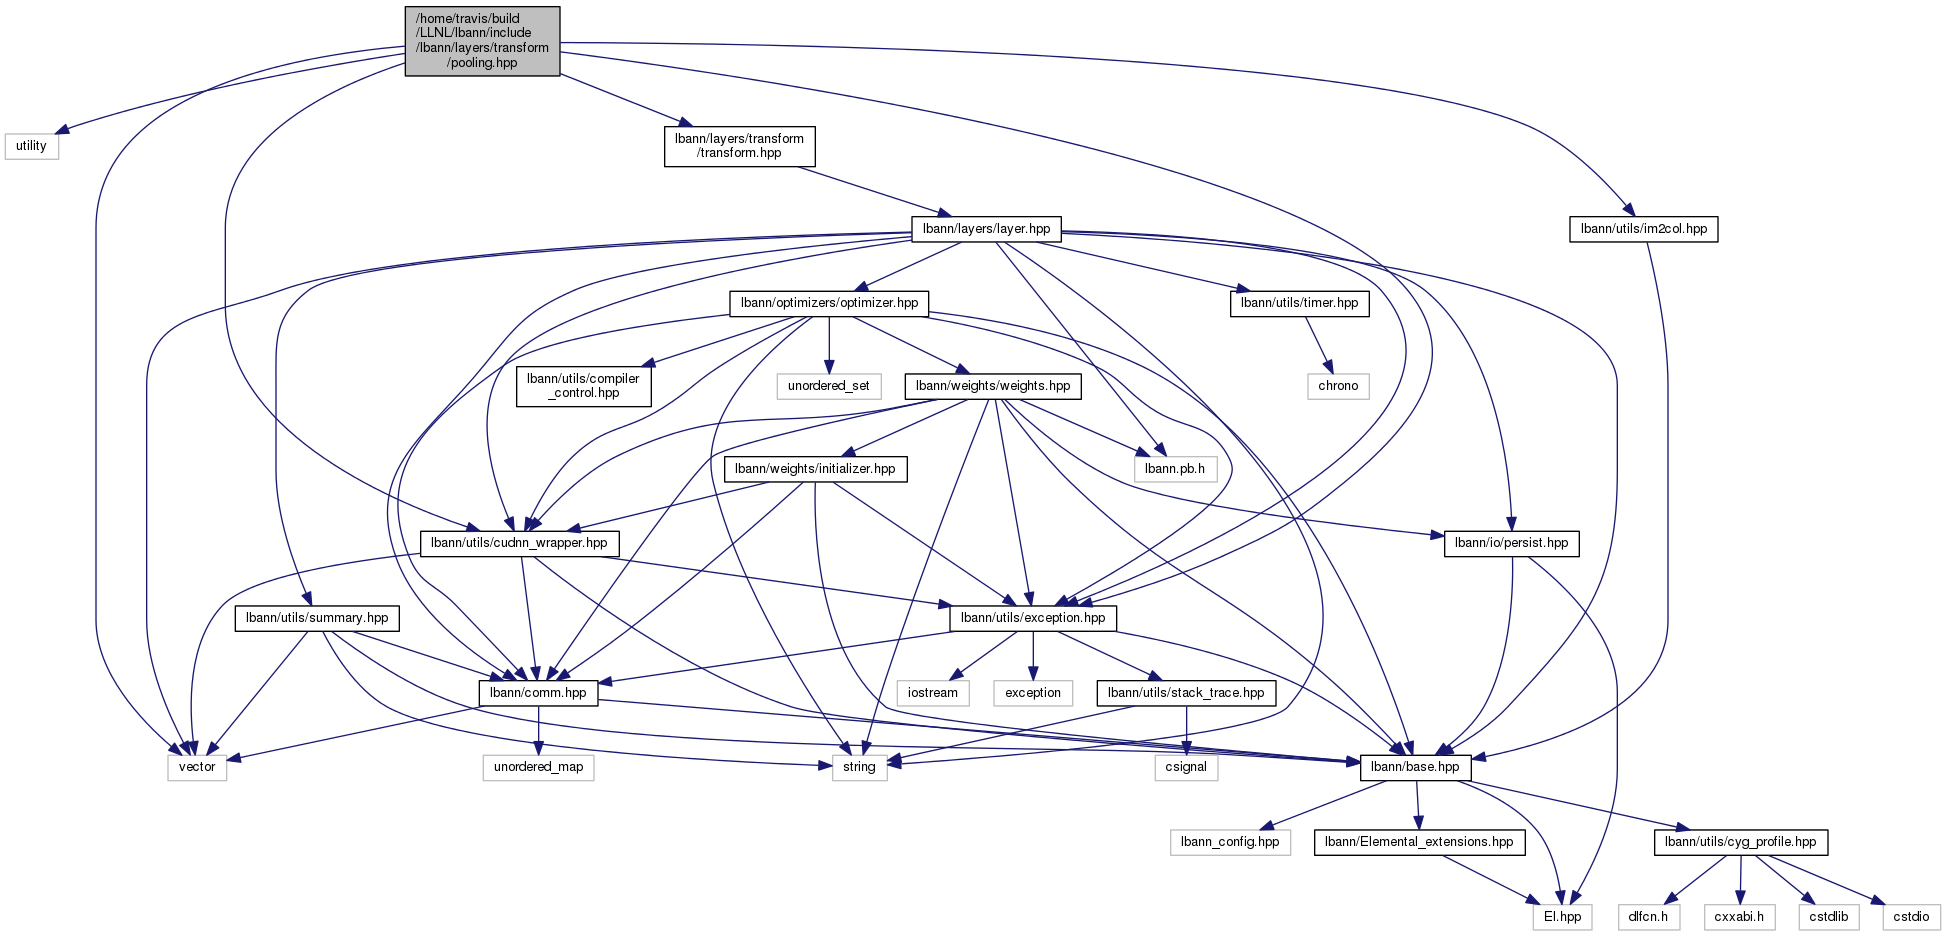 /home/travis/build
/LLNL/lbann/include
/lbann/layers/transform
/pooling.hpp
utility
lbann/layers/transform
/transform.hpp
lbann/layers/layer.hpp
lbann/utils/im2col.hpp
lbann/optimizers/optimizer.hpp
lbann/utils/timer.hpp
lbann/utils/compiler
_control.hpp
unordered_set
lbann/weights/weights.hpp
chrono
lbann/weights/initializer.hpp
lbann.pb.h
lbann/utils/cudnn_wrapper.hpp
lbann/io/persist.hpp
lbann/utils/summary.hpp
lbann/utils/exception.hpp
lbann/comm.hpp
iostream
exception
lbann/utils/stack_trace.hpp
vector
unordered_map
string
csignal
lbann/base.hpp
lbann_config.hpp
lbann/Elemental_extensions.hpp
lbann/utils/cyg_profile.hpp
El.hpp
dlfcn.h
cxxabi.h
cstdlib
cstdio